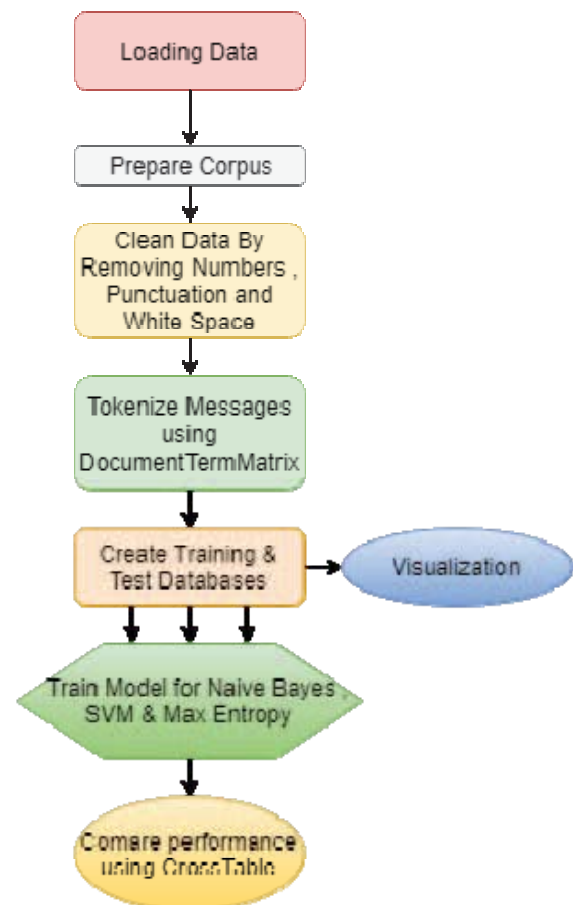 Loading Data
Prepare Corpus
Clean Data By
Removing Numbers ,
Punctuation and
White Space
Tokenize Messages
using
DocumentTermMatrix
Create Training &
Test Databases
Visualization
Train Model for Naive Bayes ,
SVM & Max Entropy
Comare performance
using CrossTable